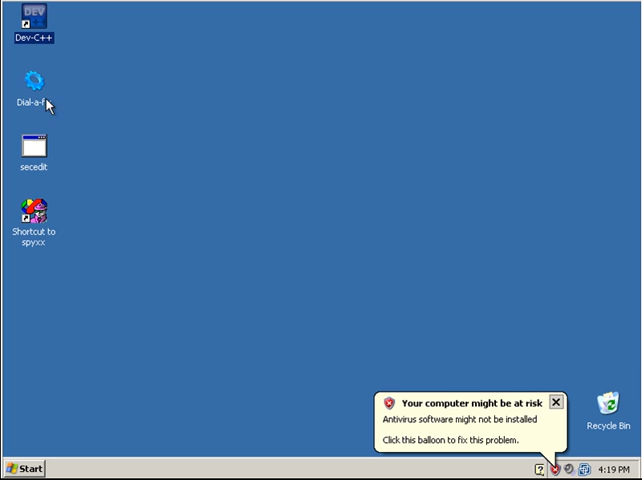 DEV
Dev-C++
secedit
Shortcut to
spyxx
Your computer might be at risk
Antivirus software might not be installed
Click this balloon to fix this problem.
Recycle Bin
Start
4:19 PM